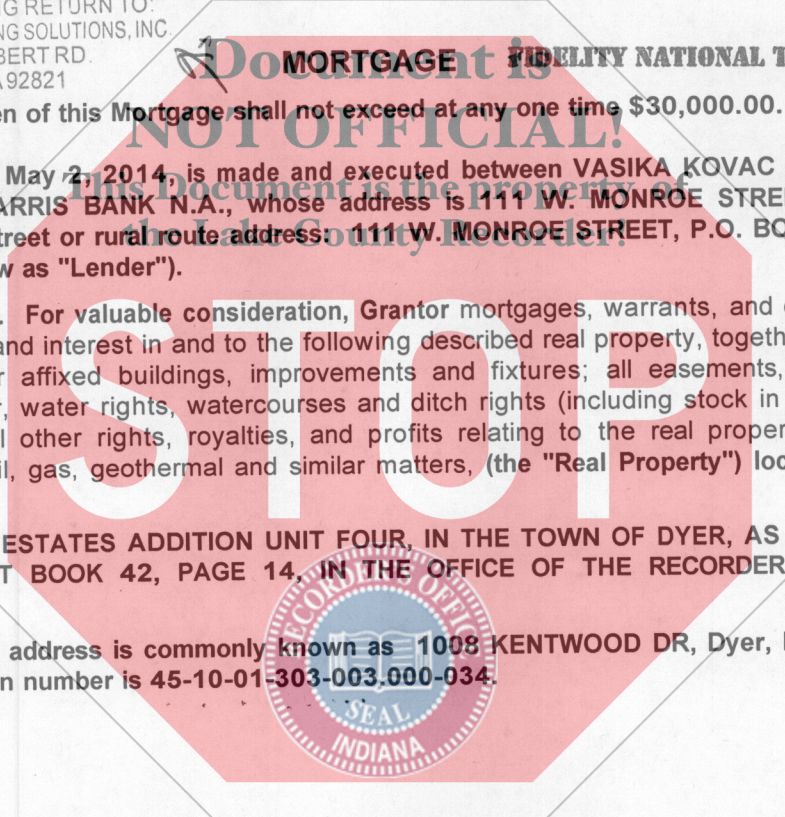 NG RETURN TO:
NG SOLUTIONS, INC.
BERT RD.
A 92821
MORTGAGE FIDELITY NATIONAL T
Document is
en of this Mortgage shall not exceed at any one time $30,000.00.
NOT OFFICIAL!
May 2, 2014, is made and executed between VASIKA KOVAC
This Document is the property of
ARRIS BANK N.A., whose address is 111 W. MONROE STREE
the Lake County Recorder!
treet or rural route address: 111 W. MONROE STREET, P.O. BO
w as "Lender").
. For valuable consideration, Grantor mortgages, warrants, and
and interest in and to the following described real property, togeth
r affixed buildings, improvements and fixtures; all easements,
, water rights, watercourses and ditch rights (including stock in
l other rights, royalties, and profits relating to the real proper
il, gas, geothermal and similar matters, (the "Real Property") loc
STOP
ESTATES ADDITION UNIT FOUR, IN THE TOWN OF DYER, AS
T BOOK 42, PAGE 14, IN THE OFFICE OF THE RECORDER
address is commonly known as 1008 KENTWOOD DR, Dyer, I
n number is 45-10-01-303-003.000-034.
RECORDER'S OFFICE
SEAL
INDIANA